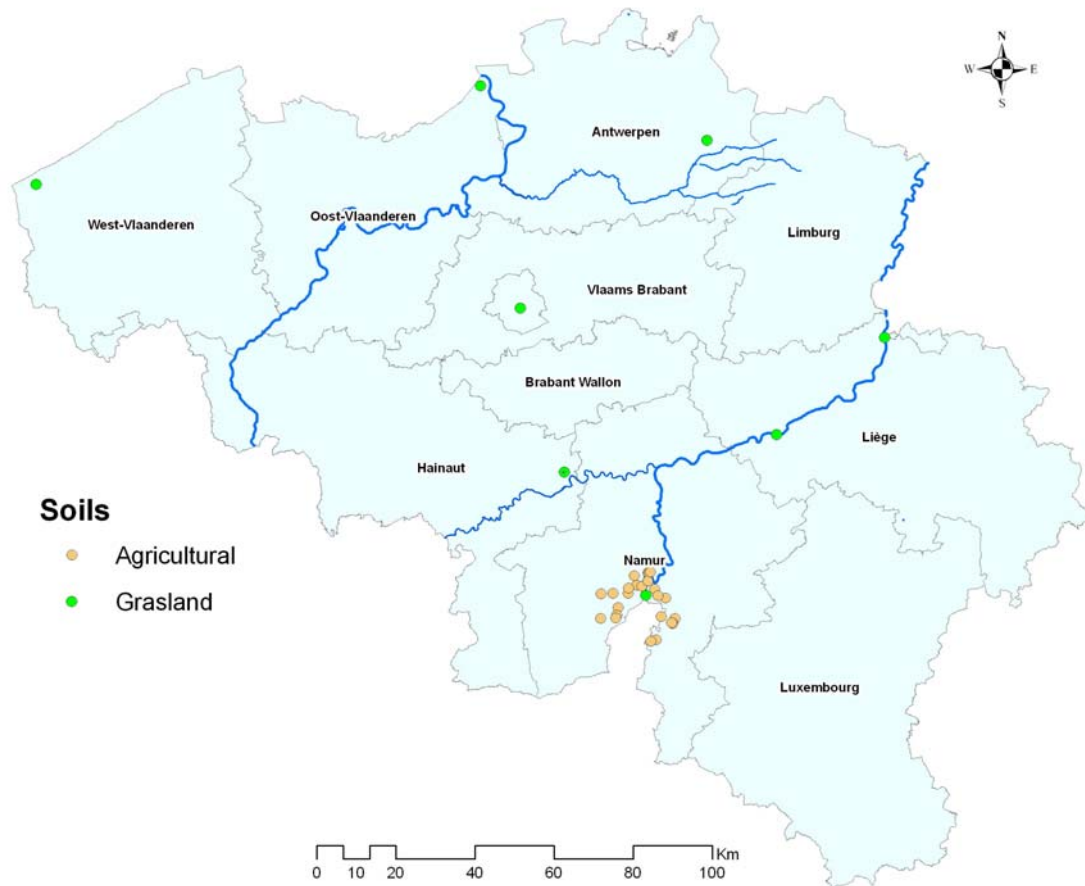 N
W E
S
Antwerpen
West-Vlaanderen
Oost-Vlaanderen
Limburg
Vlaams Brabant
Brabant Wallon
Liège
Hainaut
Soils
Agricultural
Grasland
Namur
Luxembourg
Km
0 10 20 40 60 80 100